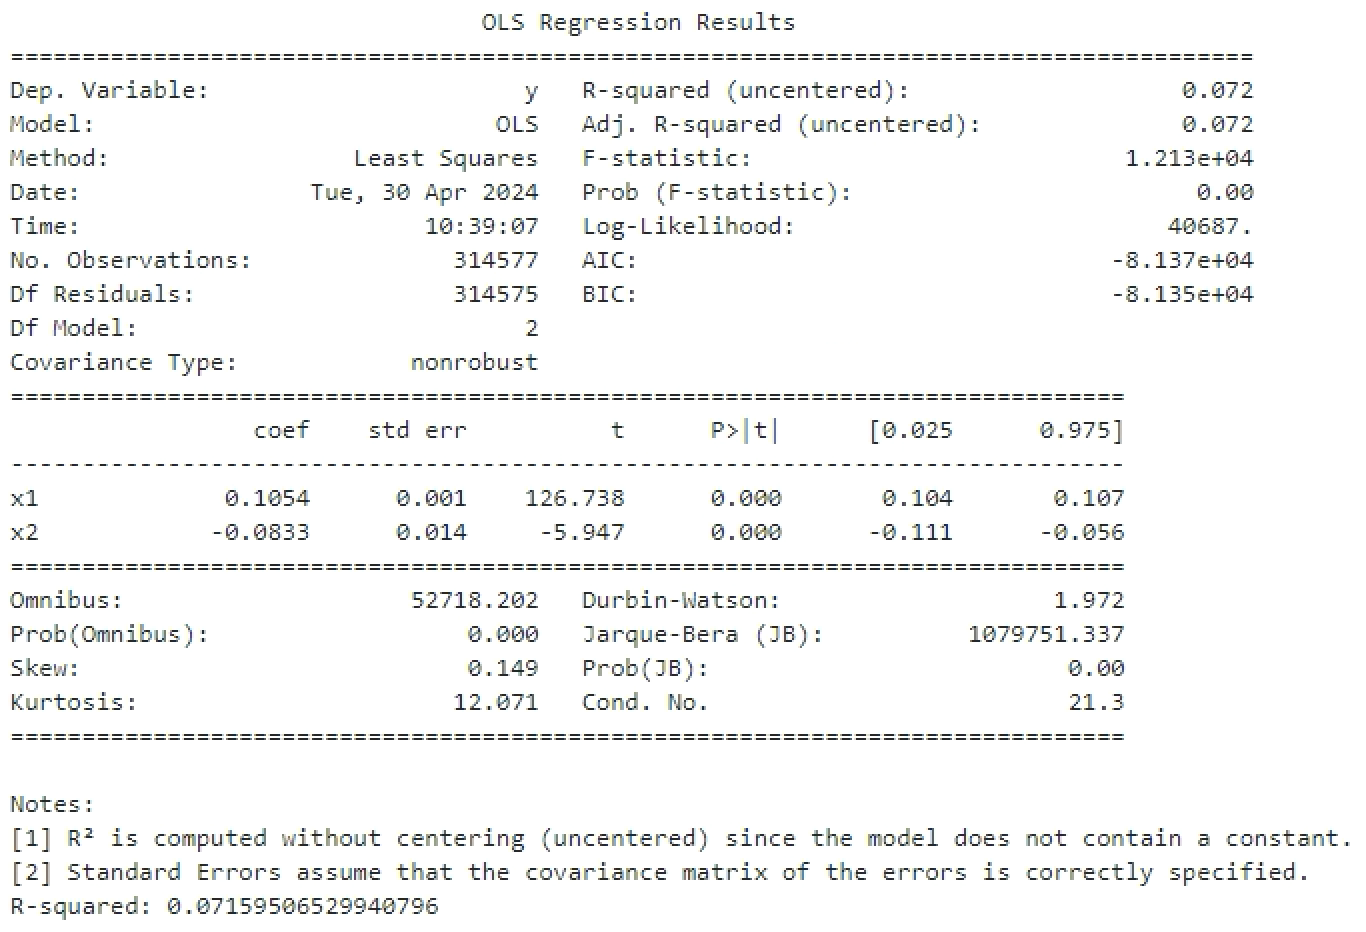 OLS Regression Results
==============================================================================
Dep. Variable: y R-squared (uncentered): 0.072
Model: OLS Adj. R-squared (uncentered): 0.072
Method: Least Squares F-statistic: 1.213e+04
Date: Tue, 30 Apr 2024 Prob (F-statistic): 0.00
Time: 10:39:07 Log-Likelihood: 40687.
No. Observations: 314577 AIC: -8.137e+04
Df Residuals: 314575 BIC: -8.135e+04
Df Model: 2
Covariance Type: nonrobust
==============================================================================
coef std err t P>|t| [0.025 0.975]
------------------------------------------------------------------------------
x1 0.1054 0.001 126.738 0.000 0.104 0.107
x2 -0.0833 0.014 -5.947 0.000 -0.111 -0.056
==============================================================================
Omnibus: 52718.202 Durbin-Watson: 1.972
Prob(Omnibus): 0.000 Jarque-Bera (JB): 1079751.337
Skew: 0.149 Prob(JB): 0.00
Kurtosis: 12.071 Cond. No. 21.3
==============================================================================
Notes:
[1] R² is computed without centering (uncentered) since the model does not contain a constant.
[2] Standard Errors assume that the covariance matrix of the errors is correctly specified.
R-squared: 0.07159506529940796